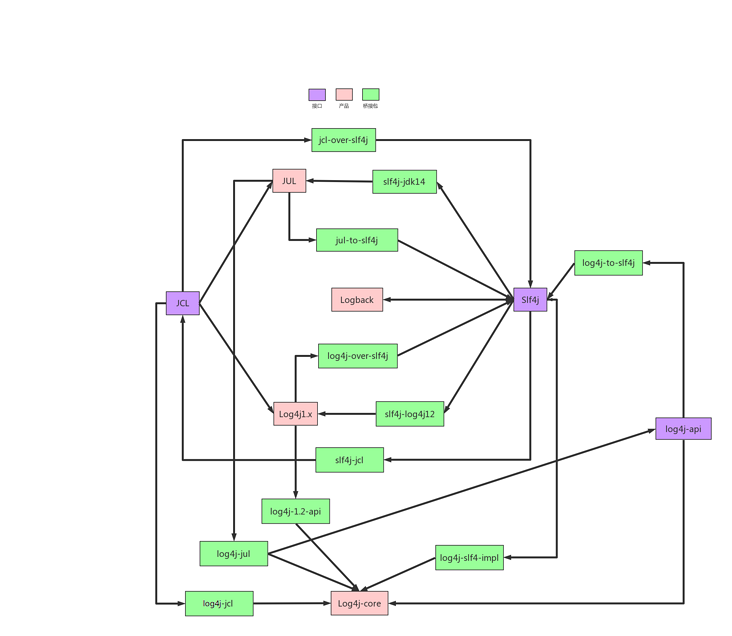 接口 产品 桥接包
jcl-over-slf4j
JUL
slf4j-jdk14
jul-to-slf4j
log4j-to-slf4j
JCL
Logback
Slf4j
log4j-over-slf4j
Log4j1.x
slf4j-log4j12
log4j-api
slf4j-jcl
log4j-1.2-api
log4j-jul
log4j-slf4-impl
log4j-jcl
Log4j-core